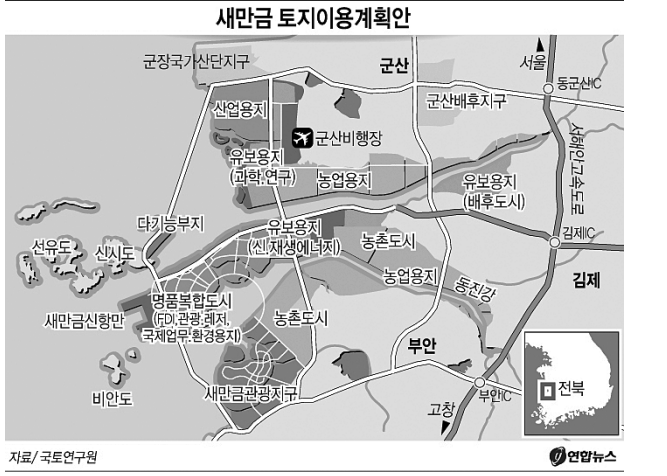 새만금 토지이용계획안
군장국가산단지구
군산
서울
동군산IC
산업용지
군산배후지구
군산비행장
유보용지
(과학.연구)
농업용지
유보용지
(배후도시)
서해안고속도로
다기능부지
유보용지
(신.재생에너지)
농촌도시
김제IC
선유도
신시도
농업용지
동진강
김제
명품복합도시
(FDI,관광.레저,
국제업무.환경용지)
새만금신항만
농촌도시
부안
비안도
새만금관광지구
부안IC
고창
전북
자료/ 국토연구원
연합뉴스